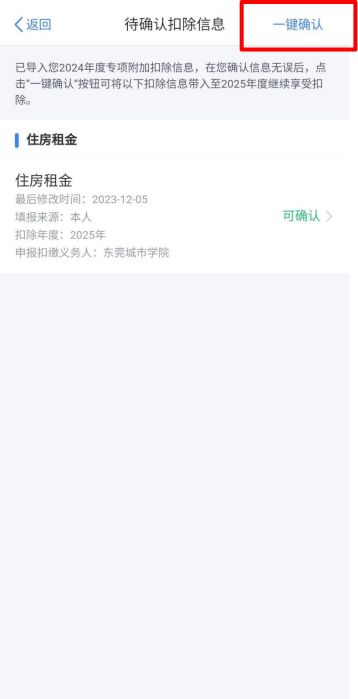 返回
待确认扣除信息
一键确认
已导入您2024年度专项附加扣除信息，在您确认信息无误后，点
击“一键确认”按钮可将以下扣除信息带入至2025年度继续享受扣
除。
住房租金
住房租金
最后修改时间：2023-12-05
填报来源：本人
可确认
扣除年度：2025年
申报扣缴义务人：东莞城市学院